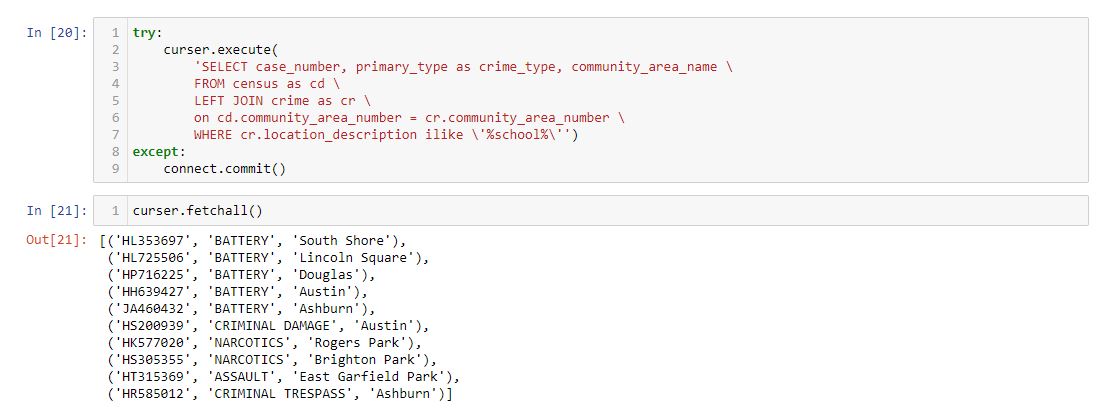 In [20]:
1 try:
2     curser.execute(
3         'SELECT case_number, primary_type as crime_type, community_area_name \
4         FROM census as cd \
5         LEFT JOIN crime as cr \
6         on cd.community_area_number = cr.community_area_number \
7         WHERE cr.location_description ilike \'%school%\'')
8 except:
9     connect.commit()
In [21]:
1 curser.fetchall()
Out[21]: [('HL353697', 'BATTERY', 'South Shore'),
('HL725506', 'BATTERY', 'Lincoln Square'),
('HP716225', 'BATTERY', 'Douglas'),
('HH639427', 'BATTERY', 'Austin'),
('JA460432', 'BATTERY', 'Ashburn'),
('HS200939', 'CRIMINAL DAMAGE', 'Austin'),
('HK577020', 'NARCOTICS', 'Rogers Park'),
('HS305355', 'NARCOTICS', 'Brighton Park'),
('HT315369', 'ASSAULT', 'East Garfield Park'),
('HR585012', 'CRIMINAL TRESPASS', 'Ashburn')]